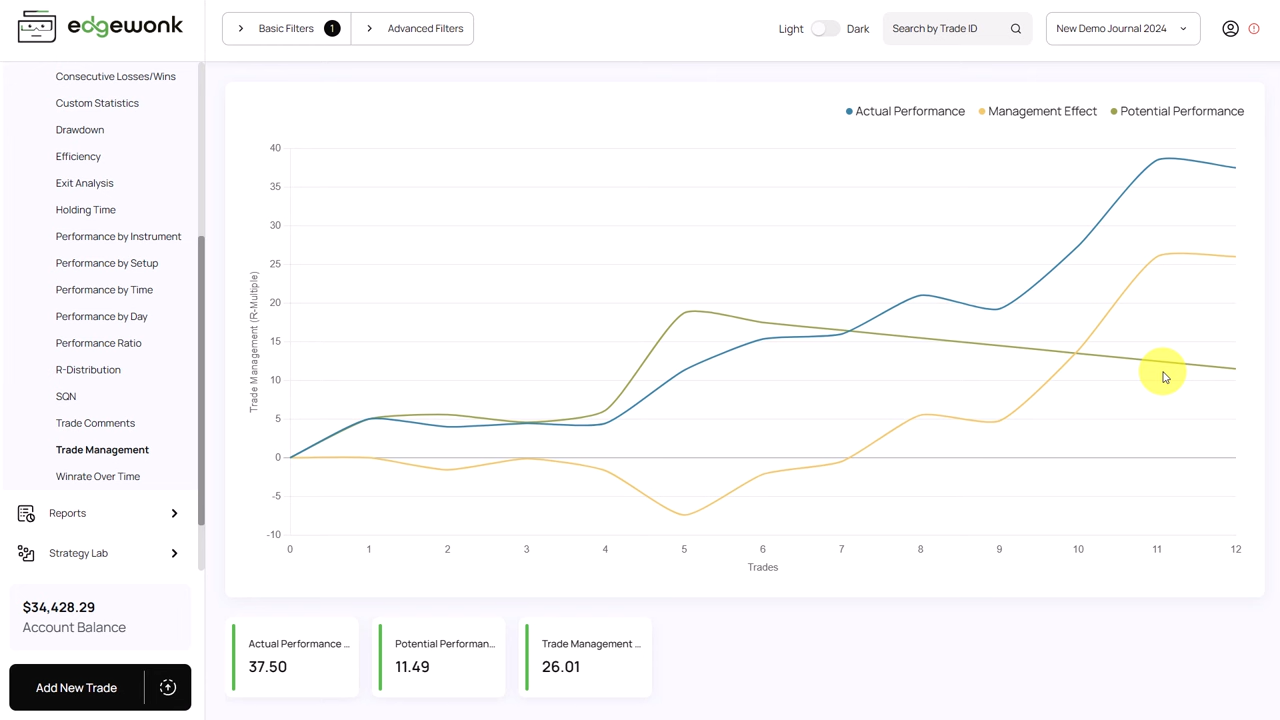 edgewonk
Basic Filters 1
Advanced Filters
Light
Dark
Search by Trade ID
New Demo Journal 2024
Consecutive Losses/Wins
Custom Statistics
Drawdown
Efficiency
Exit Analysis
Holding Time
Performance by Instrument
Performance by Setup
Performance by Time
Performance by Day
Performance Ratio
R-Distribution
SQN
Trade Comments
Trade Management
Winrate Over Time
Reports
Strategy Lab
$34,428.29
Account Balance
Add New Trade
Actual Performance
Management Effect
Potential Performance
Trade Management (R-Multiple)
40
35
30
25
20
15
10
5
0
-5
-10
0 1 2 3 4 5 6 7 8 9 10 11 12
Trades
Actual Performance ...
37.50
Potential Performan...
11.49
Trade Management ...
26.01